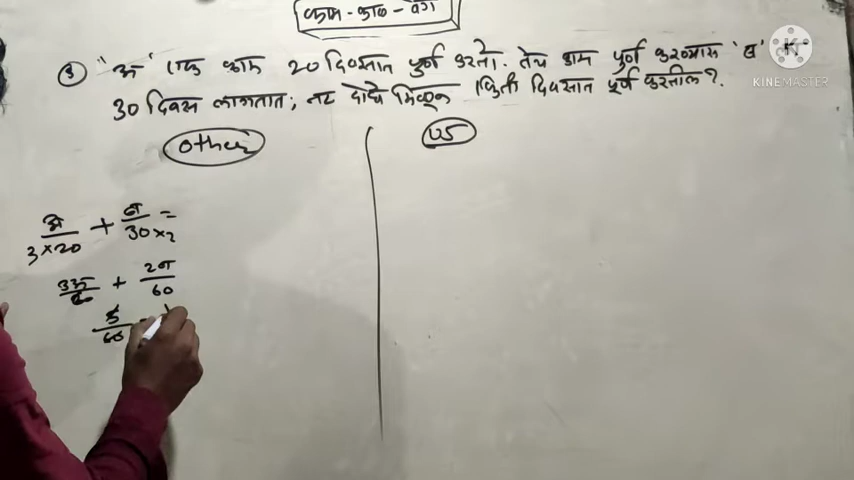 काम - काळ - वेग
③ "अ" एक काम 20 दिवसात पुर्ण करतो. तेच काम पुर्ण करण्यास 'ब' ला
30 दिवस लागतात; तर दोघे मिळून किती दिवसात पूर्ण करतील?
K
KINEMASTER
other
us
अ/3×20 + ब/30×2 =
3अ/60 + 2ब/60
5/60